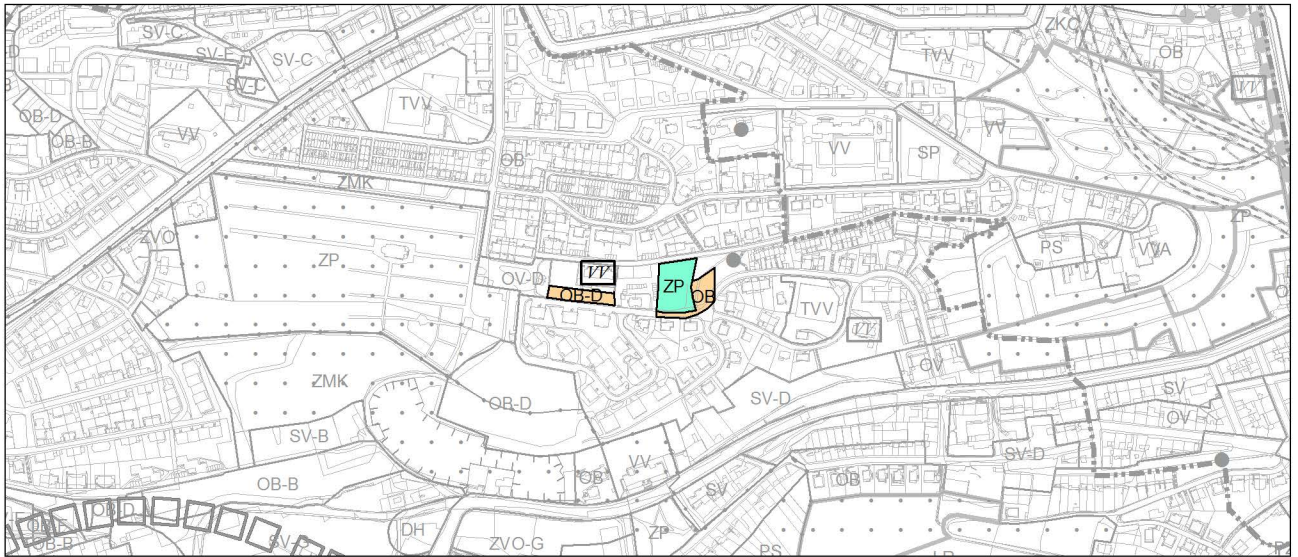 SV-C
SV-E
SV-C
SV-C
OB-D
OB-B
VV
TVV
ZMK
OB
ZVO
ZP
TVV
ZKC
OB
VV
VV
VV
SP
ZP
PS
VVA
OV-D
VV
OB-D
ZP
OB
TVV
VV
OV
ZMK
OB-D
SV-D
SV
OV
SV-B
OB-B
OB
VV
SV
SV-D
OB
DH
ZVO-G
ZP
PS
OB-B